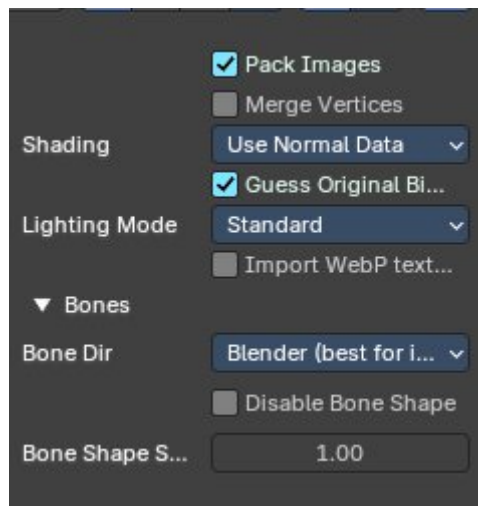 Pack Images
Merge Vertices
Shading Use Normal Data
Guess Original Bi...
Lighting Mode Standard
Import WebP text...
Bones
Bone Dir Blender (best for i...
Disable Bone Shape
Bone Shape S... 1.00